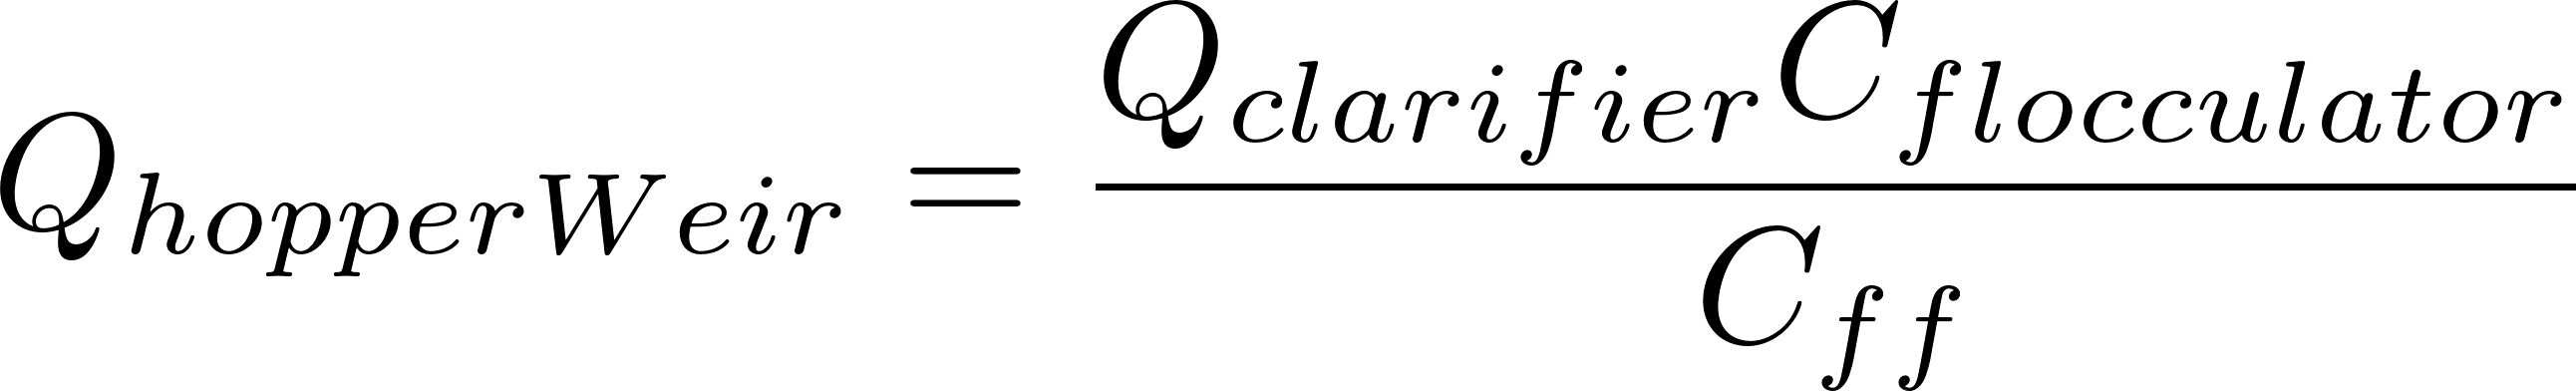 Q_{hopperWeir} = \frac{Q_{clarifier} C_{flocculator}}{C_{ff}}